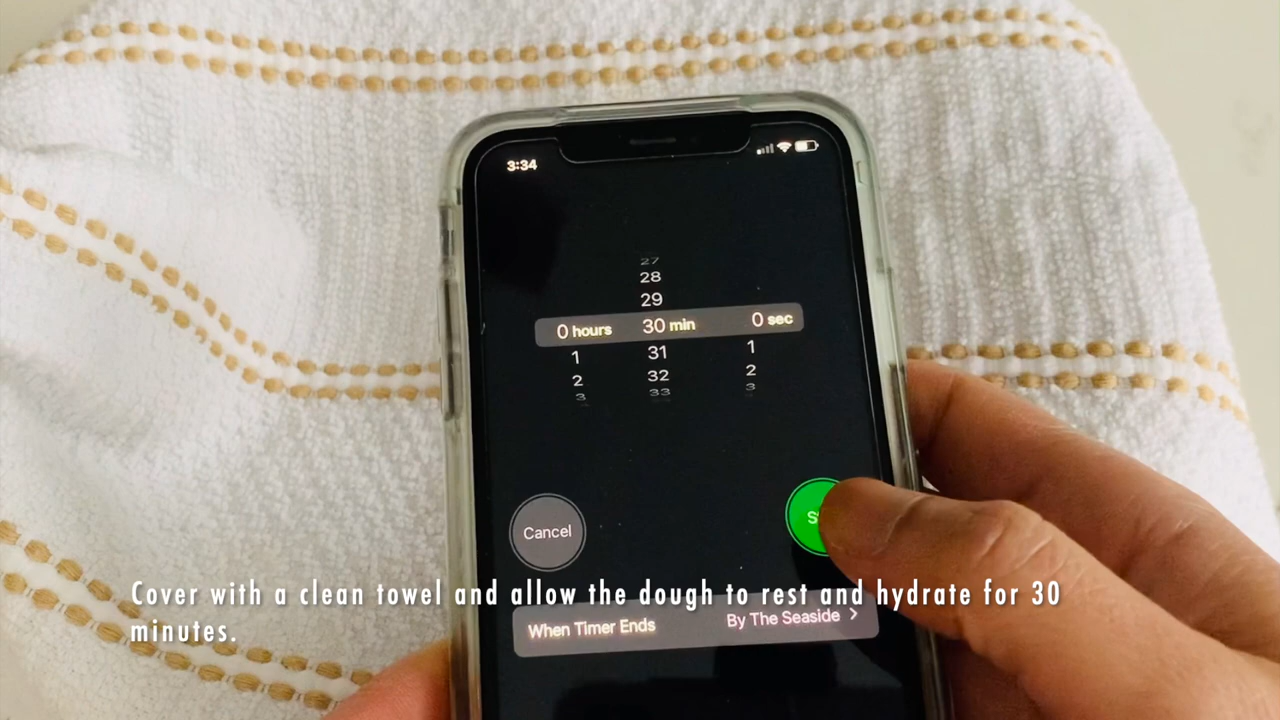 3:34
27
28
29
0 hours 30 min 0 sec
1 31 1
2 32 2
3 33 3
Cancel
Cover with a clean towel and allow the dough to rest and hydrate for 30
minutes.
When Timer Ends By The Seaside >